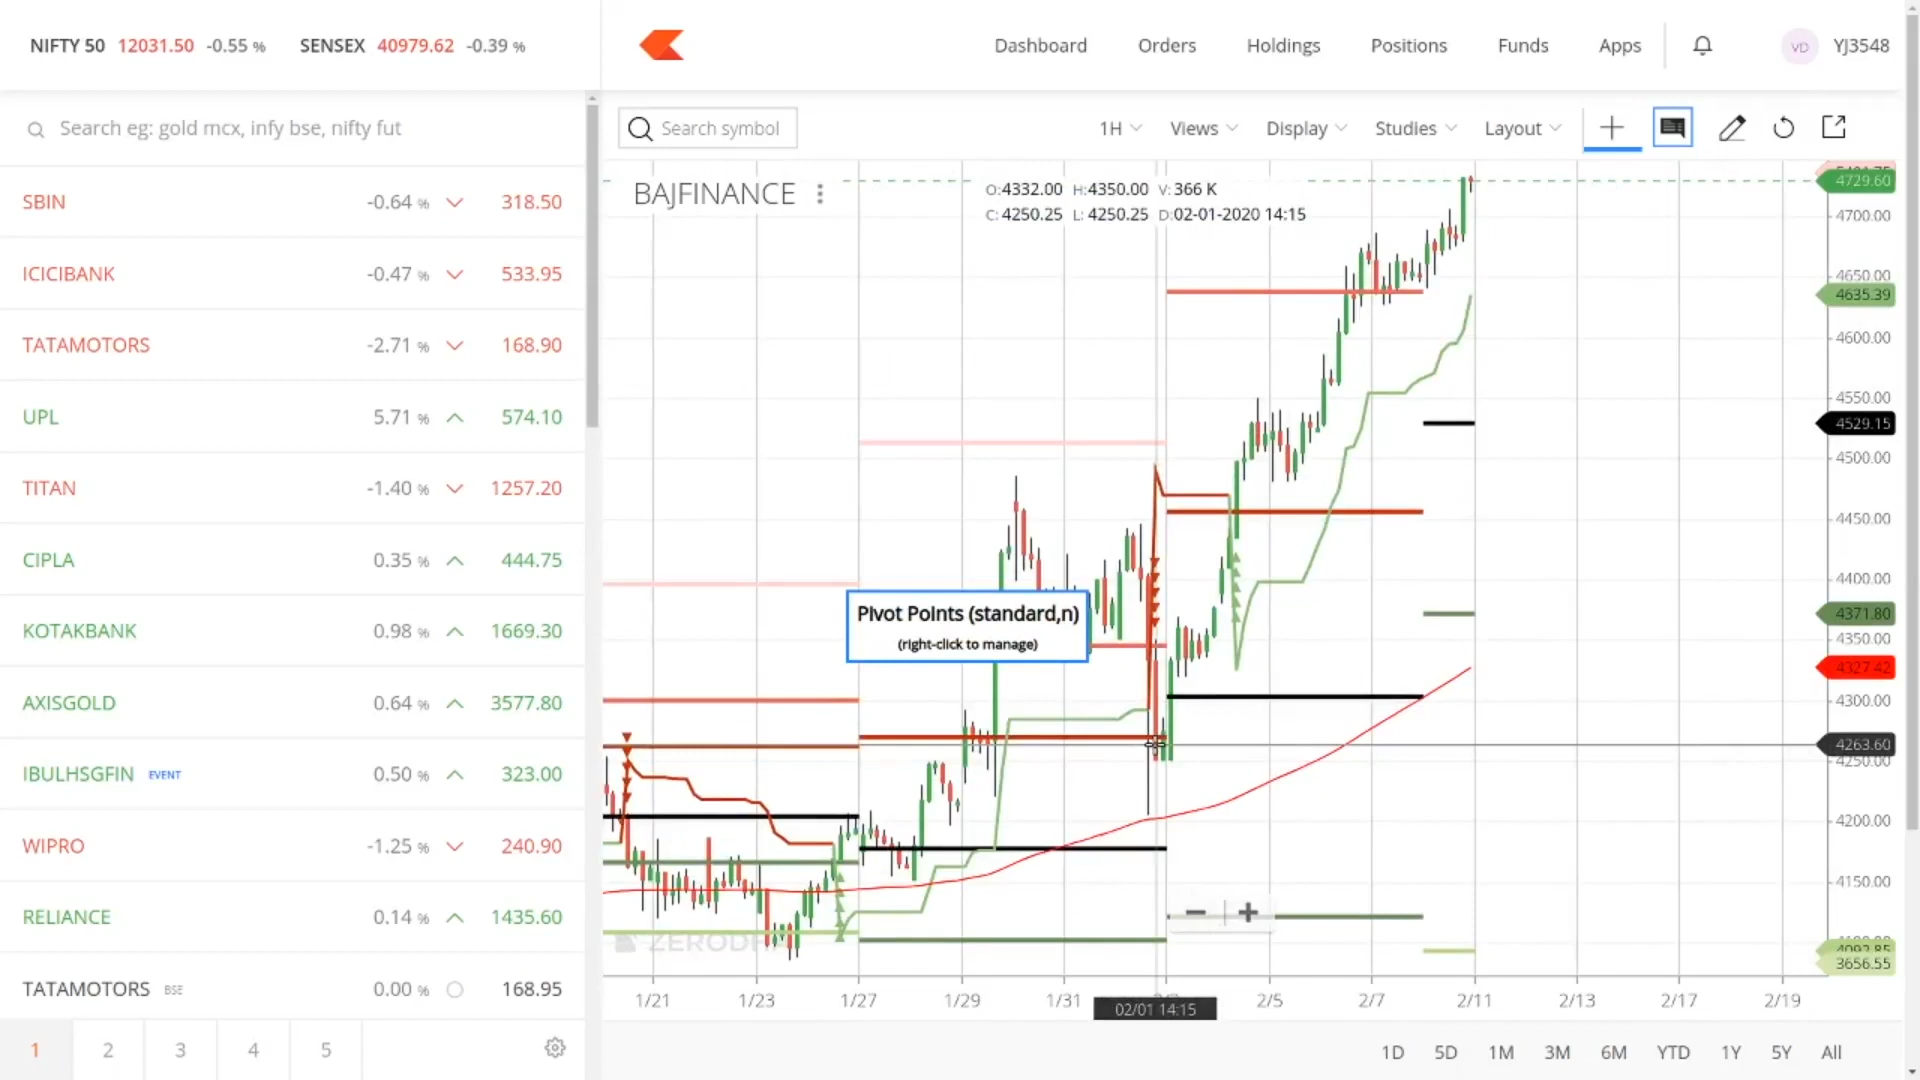 NIFTY 50 12031.50 -0.55 % SENSEX 40979.62 -0.39 %
Dashboard Orders Holdings Positions Funds Apps VD YJ3548
Search eg: gold mcx, infy bse, nifty fut
SBIN -0.64 % 318.50
ICICIBANK -0.47 % 533.95
TATAMOTORS -2.71 % 168.90
UPL 5.71 % 574.10
TITAN -1.40 % 1257.20
CIPLA 0.35 % 444.75
KOTAKBANK 0.98 % 1669.30
AXISGOLD 0.64 % 3577.80
IBULHSGFIN EVENT 0.50 % 323.00
WIPRO -1.25 % 240.90
RELIANCE 0.14 % 1435.60
TATAMOTORS BSE 0.00 % 168.95
1 2 3 4 5
Search symbol 1H Views Display Studies Layout
BAJFINANCE
O:4332.00 H:4350.00 V: 366 K
C: 4250.25 L: 4250.25 D:02-01-2020 14:15
Pivot Points (standard,n)
(right-click to manage)
4729.60
4700.00
4650.00
4635.39
4600.00
4550.00
4529.15
4500.00
4450.00
4400.00
4371.80
4350.00
4327.42
4300.00
4263.60
4250.00
4200.00
4150.00
4092.85
3656.55
1/21 1/23 1/27 1/29 1/31 2/5 2/7 2/11 2/13 2/17 2/19
02/01 14:15
1D 5D 1M 3M 6M YTD 1Y 5Y All